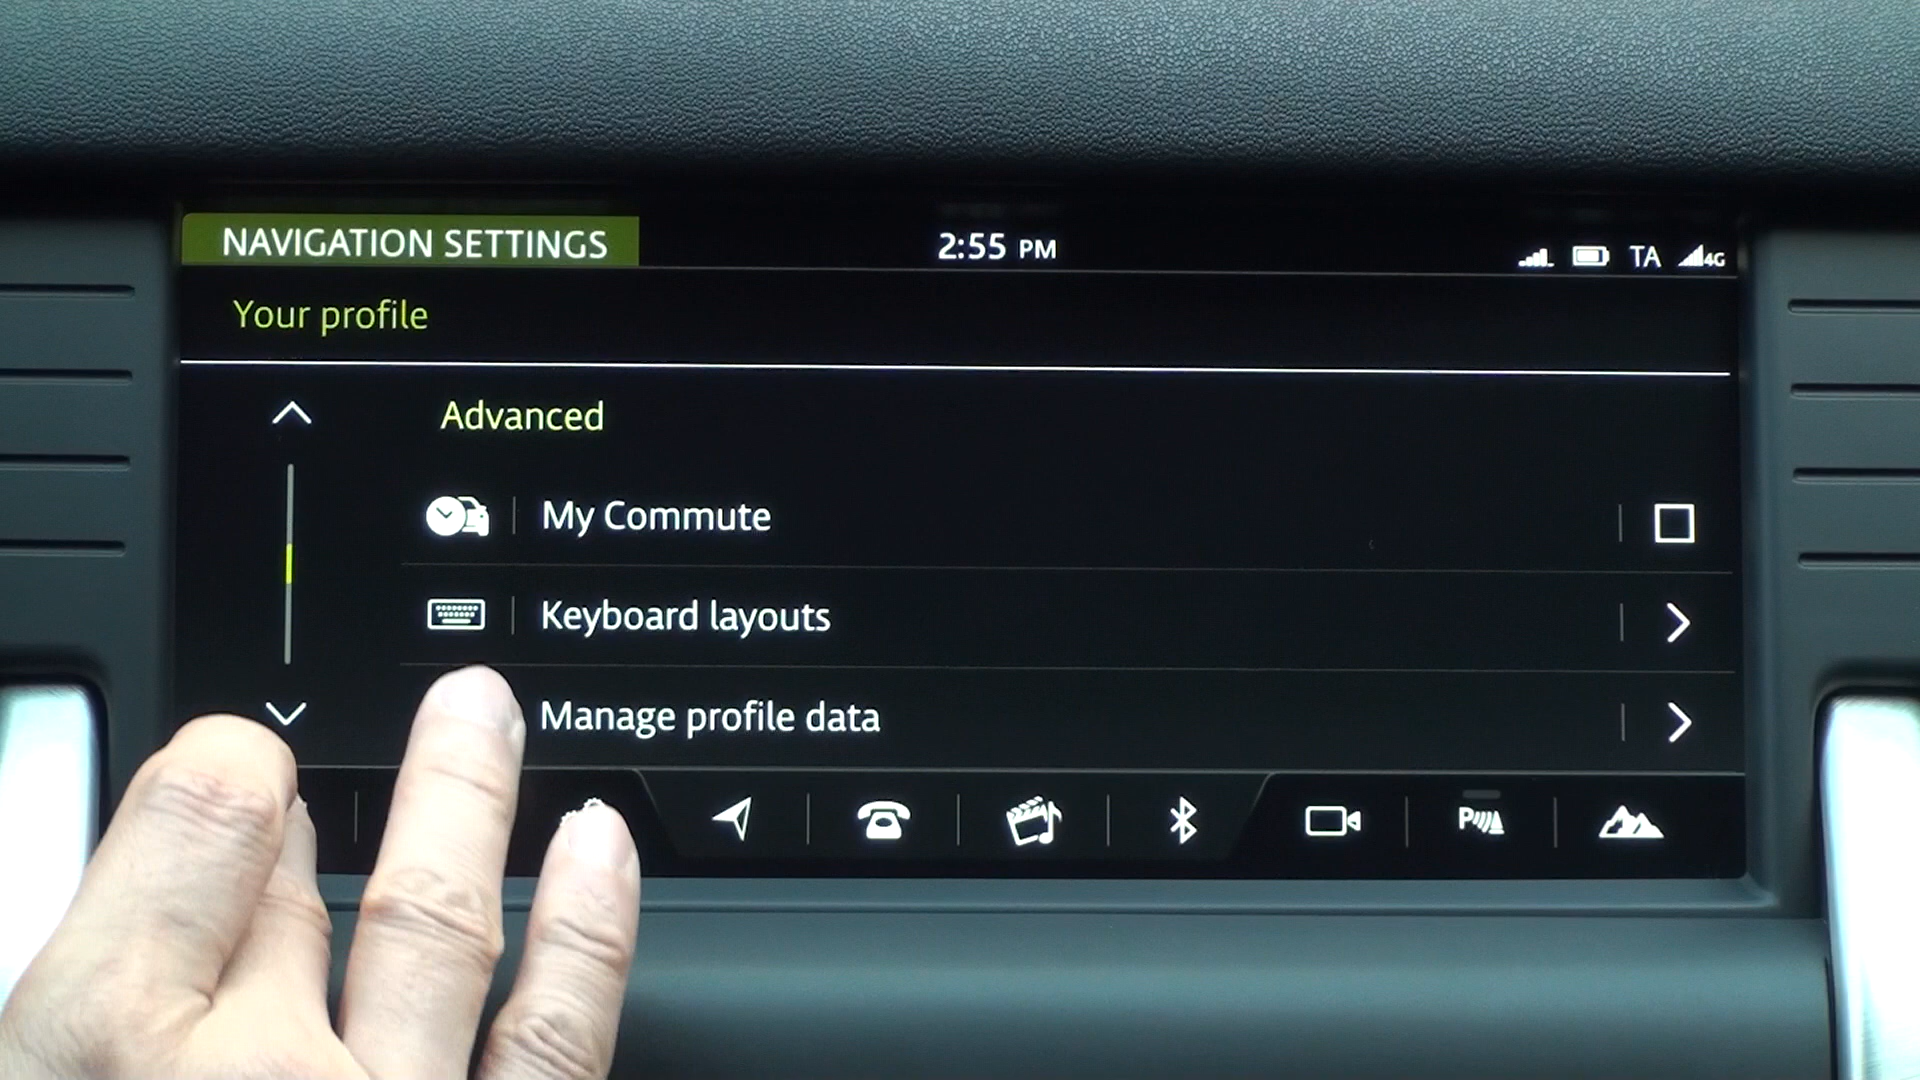 NAVIGATION SETTINGS
2:55 PM
TA
4G
Your profile
Advanced
My Commute
Keyboard layouts
Manage profile data
P